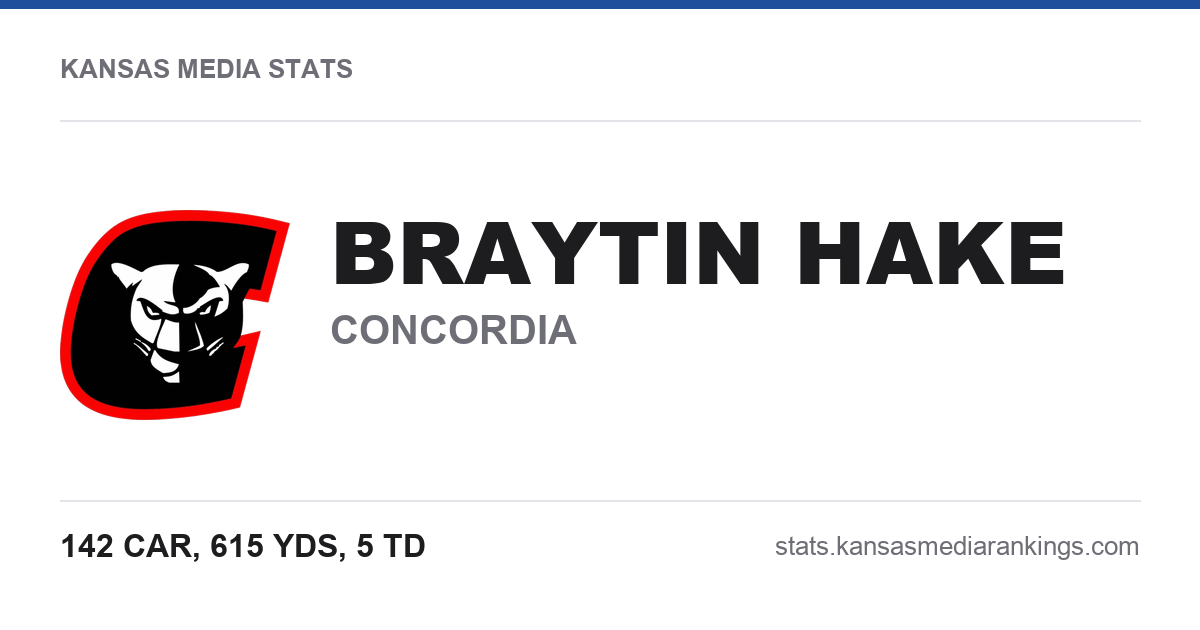 KANSAS MEDIA STATS
BRAYTIN HAKE
CONCORDIA
142 CAR, 615 YDS, 5 TD
stats.kansasmediarankings.com